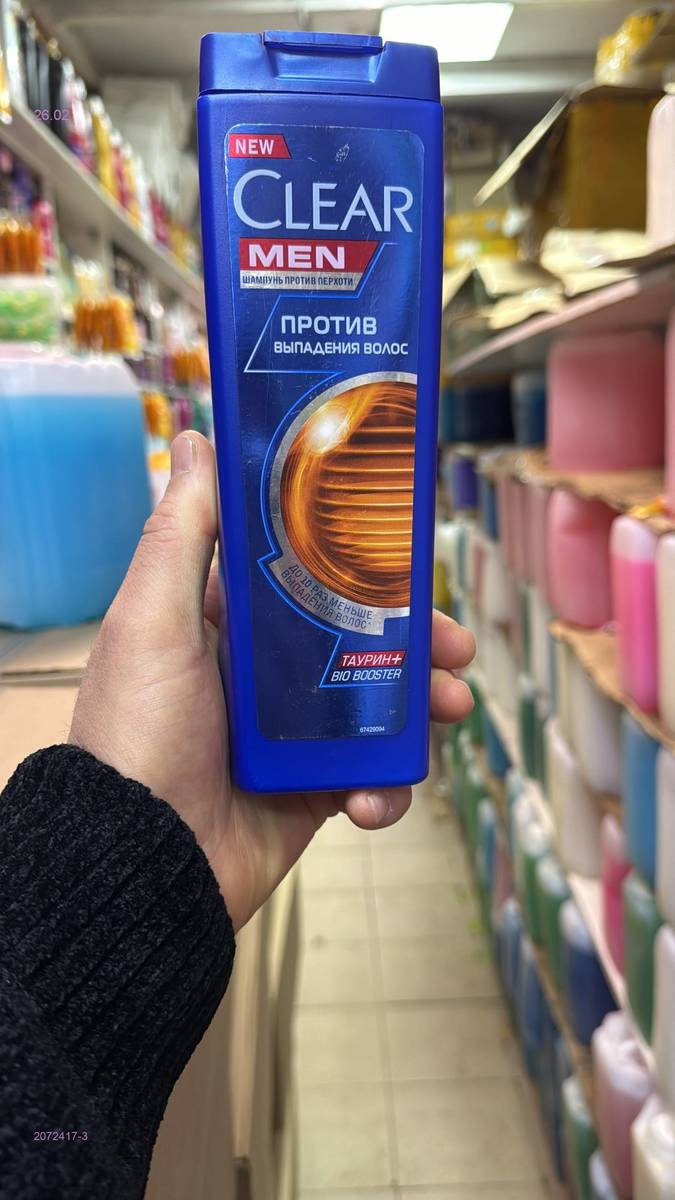 26.02
NEW
CLEAR
MEN
ШАМПУНЬ ПРОТИВ ПЕРХОТИ
ПРОТИВ
ВЫПАДЕНИЯ ВОЛОС
ДО 10 РАЗ МЕНЬШЕ
ВЫПАДЕНИЯ ВОЛОС*
ТАУРИН+
BIO BOOSTER
67429094
2072417-3